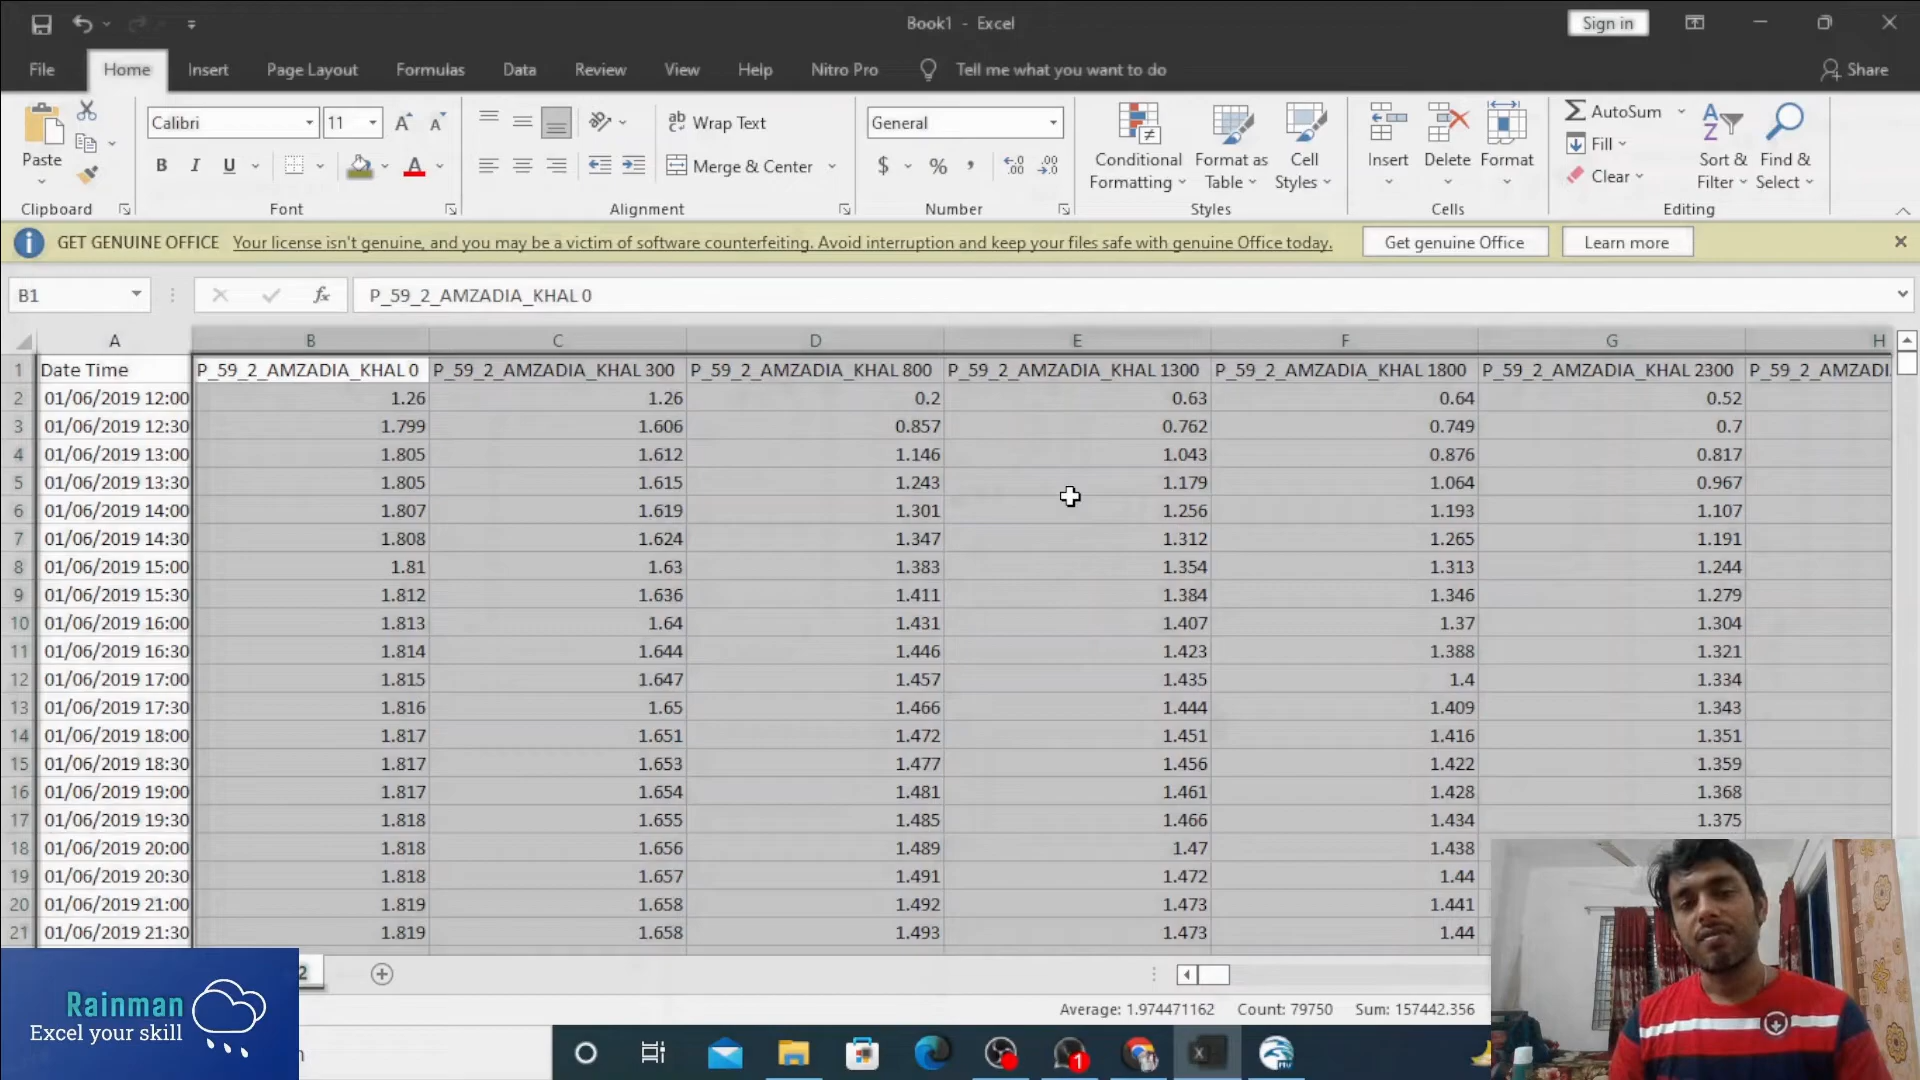 Book1 - Excel
Sign in
File Home Insert Page Layout Formulas Data Review View Help Nitro Pro Tell me what you want to do Share
Paste
Calibri 11
B I U A
ab Wrap Text
Merge & Center
General
$ % ,
Conditional Formatting
Format as Table
Cell Styles
Insert Delete Format
AutoSum
Fill
Clear
Sort & Filter
Find & Select
Clipboard Font Alignment Number Styles Cells Editing
GET GENUINE OFFICE Your license isn't genuine, and you may be a victim of software counterfeiting. Avoid interruption and keep your files safe with genuine Office today. Get genuine Office Learn more
B1 fx P_59_2_AMZADIA_KHAL 0
A B C D E F G H
1 Date Time P_59_2_AMZADIA_KHAL 0 P_59_2_AMZADIA_KHAL 300 P_59_2_AMZADIA_KHAL 800 P_59_2_AMZADIA_KHAL 1300 P_59_2_AMZADIA_KHAL 1800 P_59_2_AMZADIA_KHAL 2300 P_59_2_AMZADI
2 01/06/2019 12:00 1.26 1.26 0.2 0.63 0.64 0.52
3 01/06/2019 12:30 1.799 1.606 0.857 0.762 0.749 0.7
4 01/06/2019 13:00 1.805 1.612 1.146 1.043 0.876 0.817
5 01/06/2019 13:30 1.805 1.615 1.243 1.179 1.064 0.967
6 01/06/2019 14:00 1.807 1.619 1.301 1.256 1.193 1.107
7 01/06/2019 14:30 1.808 1.624 1.347 1.312 1.265 1.191
8 01/06/2019 15:00 1.81 1.63 1.383 1.354 1.313 1.244
9 01/06/2019 15:30 1.812 1.636 1.411 1.384 1.346 1.279
10 01/06/2019 16:00 1.813 1.64 1.431 1.407 1.37 1.304
11 01/06/2019 16:30 1.814 1.644 1.446 1.423 1.388 1.321
12 01/06/2019 17:00 1.815 1.647 1.457 1.435 1.4 1.334
13 01/06/2019 17:30 1.816 1.65 1.466 1.444 1.409 1.343
14 01/06/2019 18:00 1.817 1.651 1.472 1.451 1.416 1.351
15 01/06/2019 18:30 1.817 1.653 1.477 1.456 1.422 1.359
16 01/06/2019 19:00 1.817 1.654 1.481 1.461 1.428 1.368
17 01/06/2019 19:30 1.818 1.655 1.485 1.466 1.434 1.375
18 01/06/2019 20:00 1.818 1.656 1.489 1.47 1.438
19 01/06/2019 20:30 1.818 1.657 1.491 1.472 1.44
20 01/06/2019 21:00 1.819 1.658 1.492 1.473 1.441
21 01/06/2019 21:30 1.819 1.658 1.493 1.473 1.44
2
Average: 1.974471162 Count: 79750 Sum: 157442.356
Rainman
Excel your skill
1